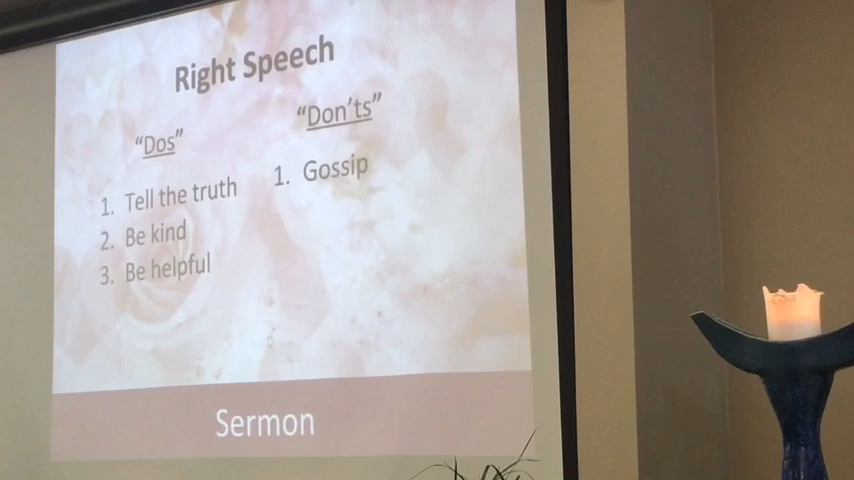 Right Speech
“Dos”
1. Tell the truth
2. Be kind
3. Be helpful
“Don’ts”
1. Gossip
Sermon